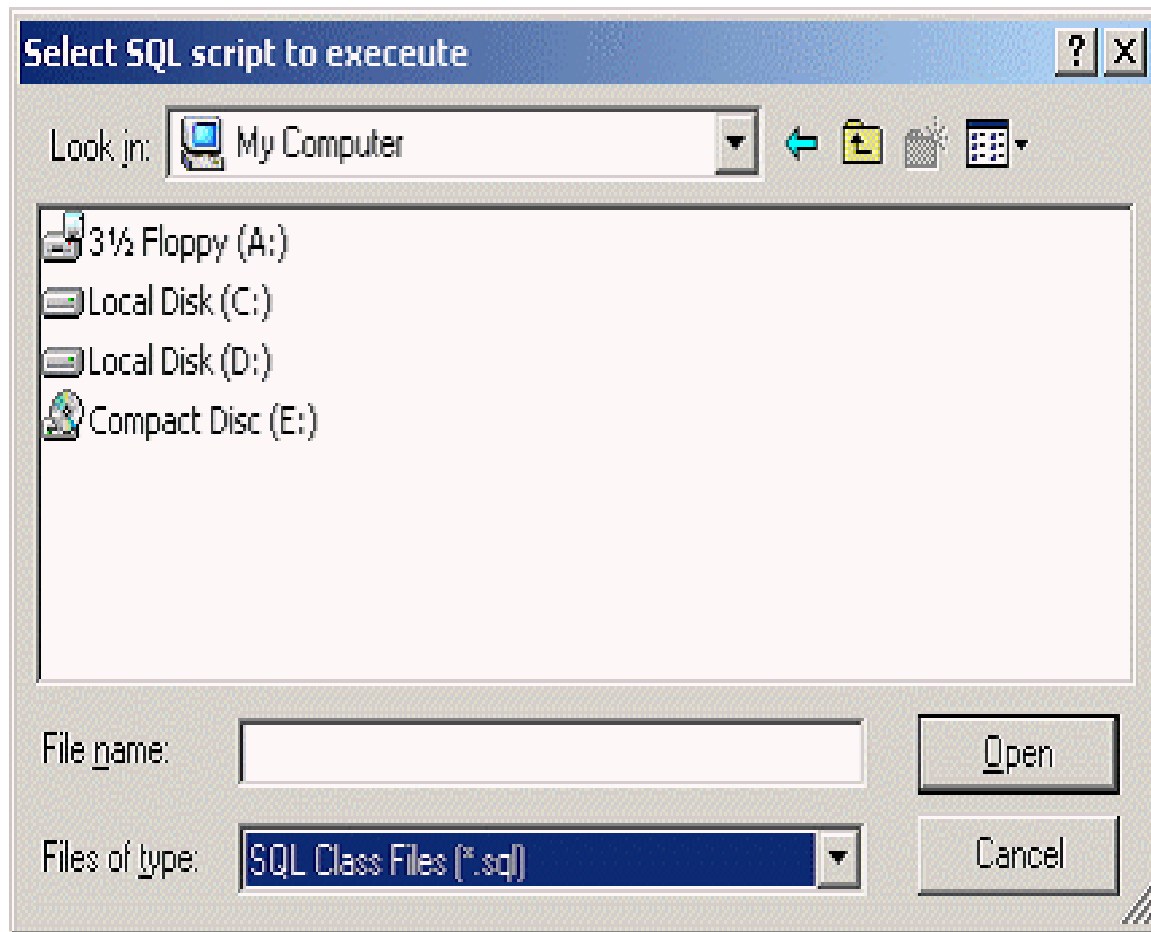 Select SQL script to execeute
Look in: My Computer
3½ Floppy (A:)
Local Disk (C:)
Local Disk (D:)
Compact Disc (E:)
File name:
Open
Files of type: SQL Class Files (*.sql)
Cancel